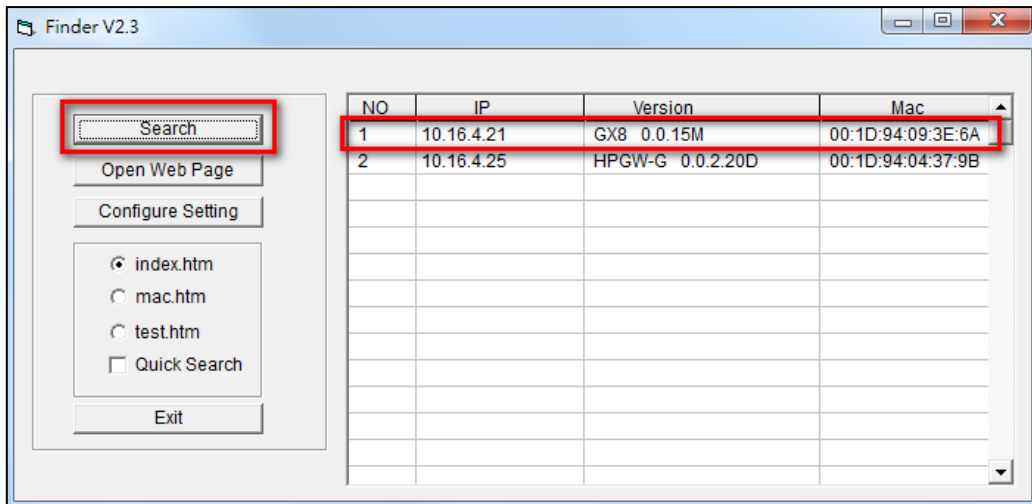 Finder V2.3
Search
Open Web Page
Configure Setting
index.htm
mac.htm
test.htm
Quick Search
Exit
NO IP Version Mac
1 10.16.4.21 GX8 0.0.15M 00:1D:94:09:3E:6A
2 10.16.4.25 HPGW-G 0.0.2.20D 00:1D:94:04:37:9B